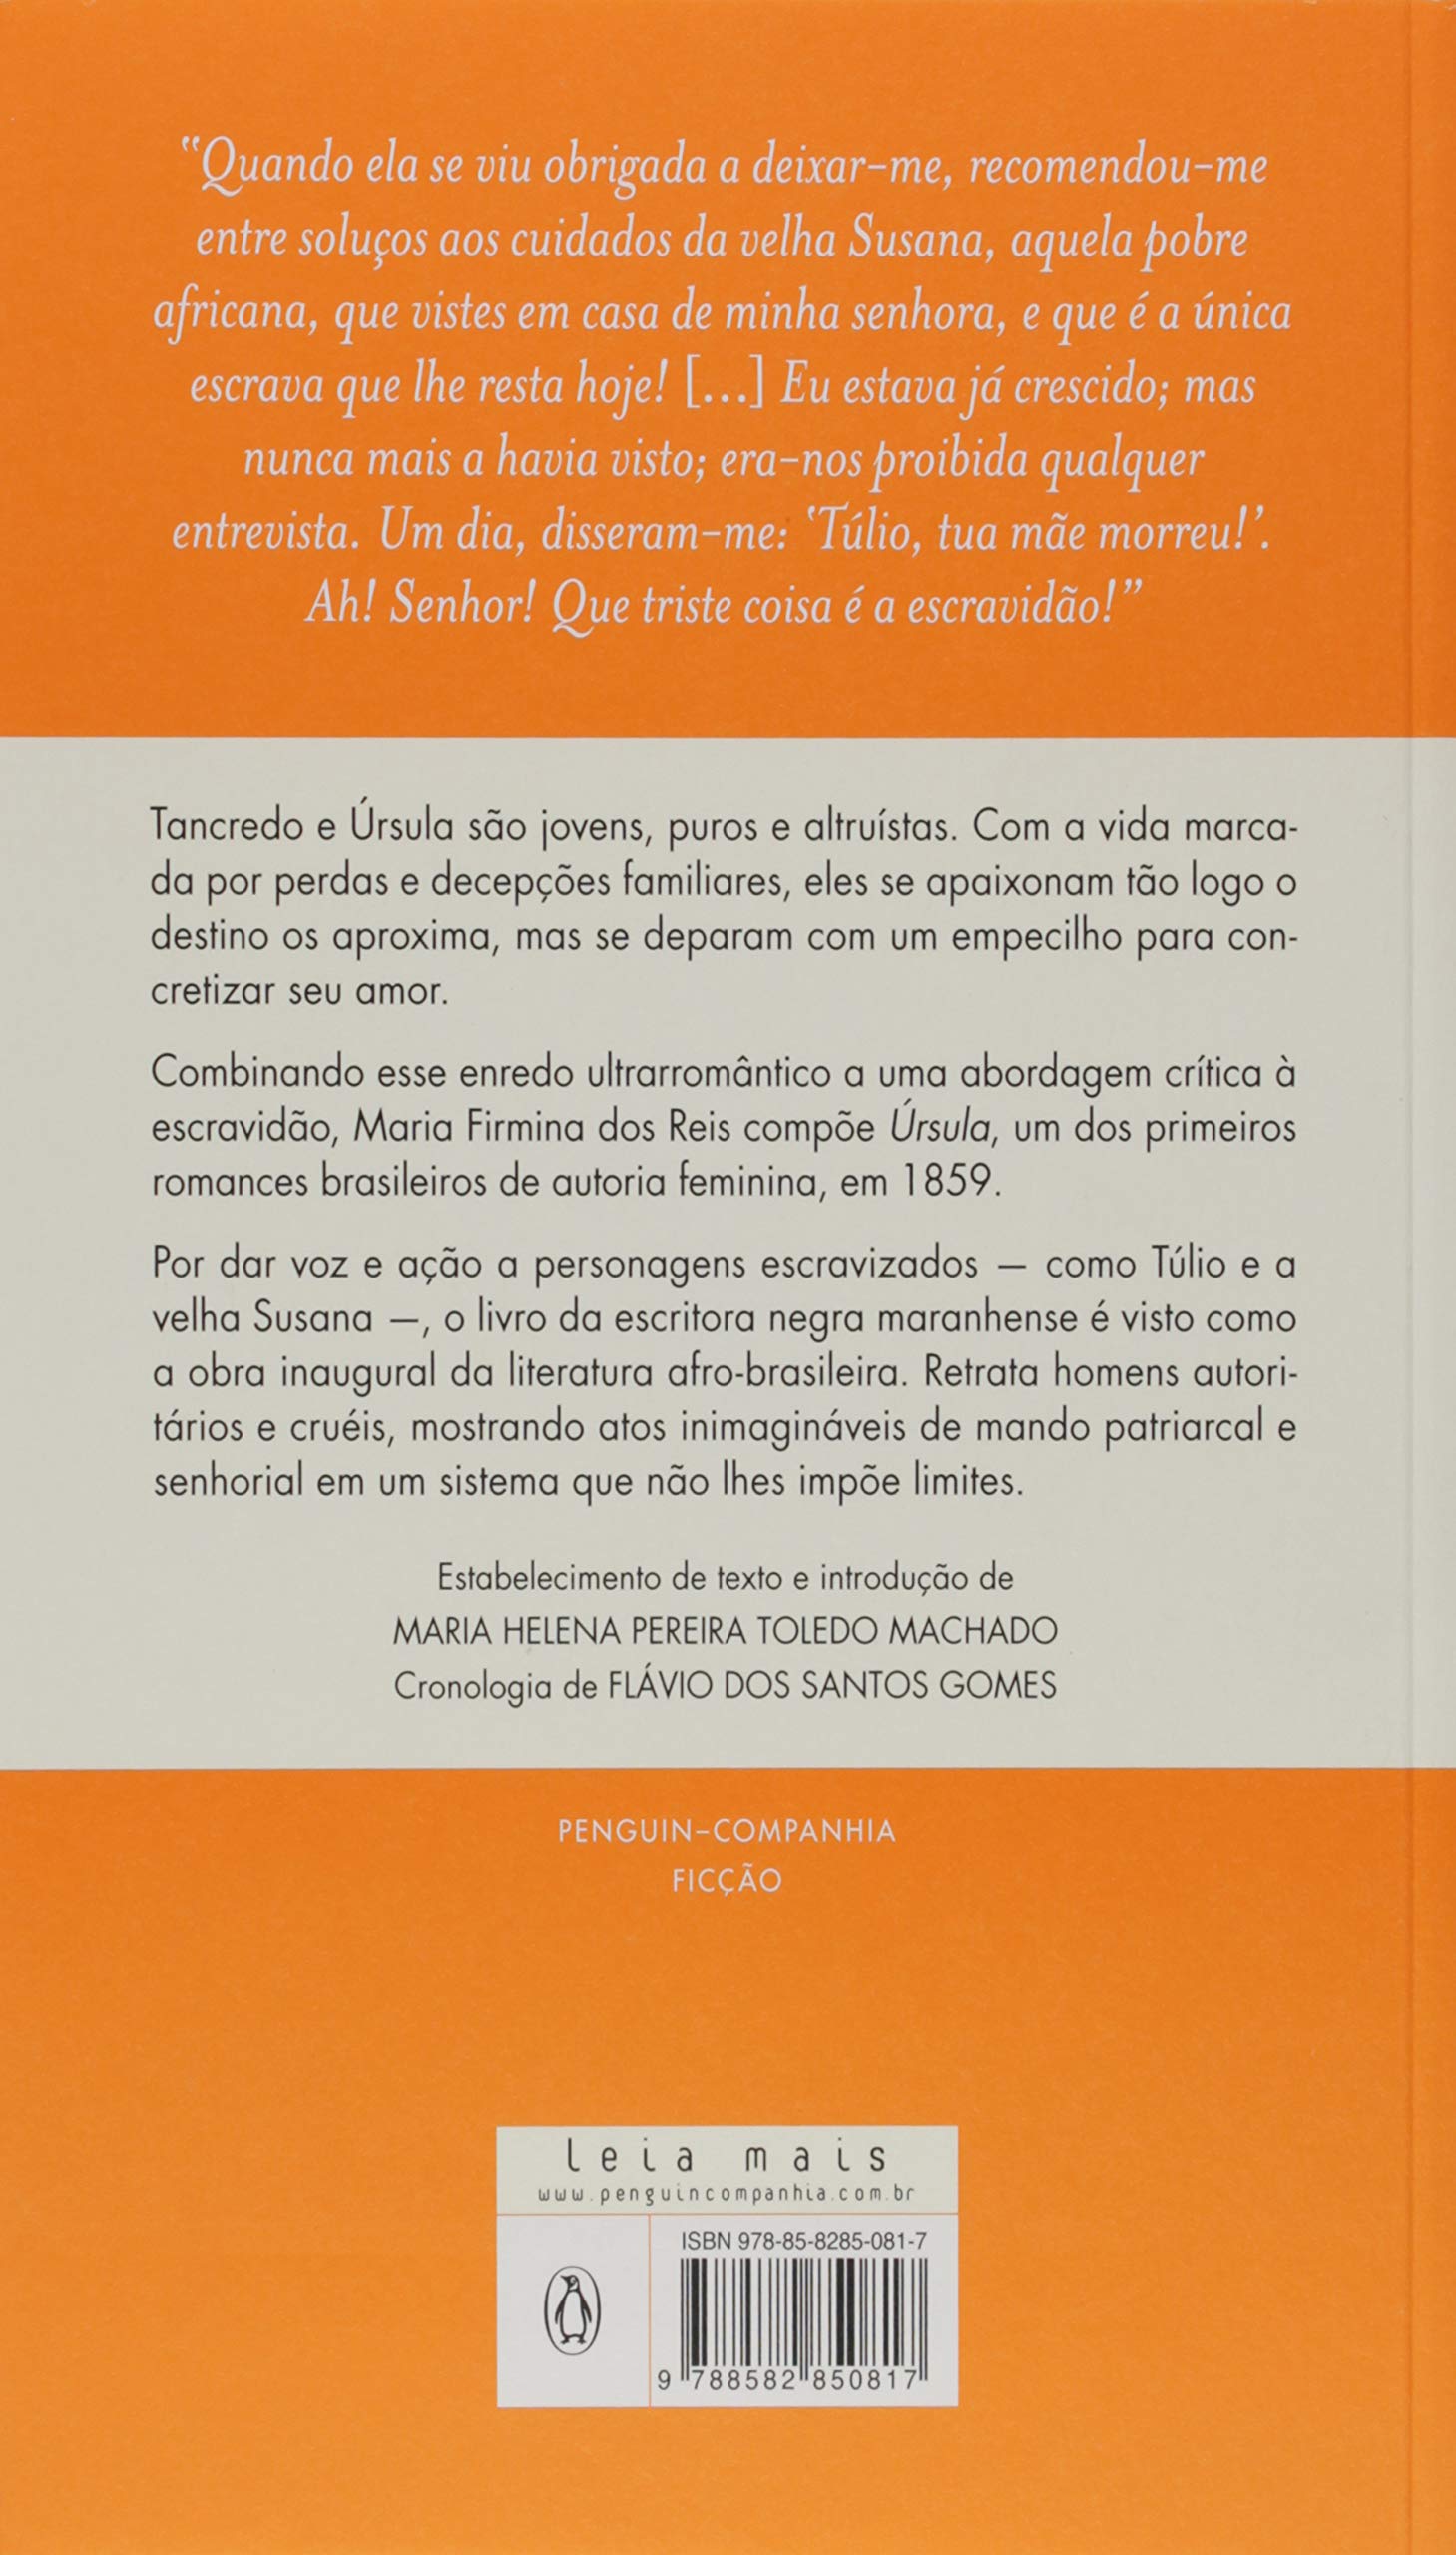 “Quando ela se viu obrigada a deixar-me, recomendou-me
entre soluços aos cuidados da velha Susana, aquela pobre
africana, que vistes em casa de minha senhora, e que é a única
escrava que lhe resta hoje! [...] Eu estava já crescido; mas
nunca mais a havia visto; era-nos proibida qualquer
entrevista. Um dia, disseram-me: ‘Túlio, tua mãe morreu!’.
Ah! Senhor! Que triste coisa é a escravidão!”
Tancredo e Úrsula são jovens, puros e altruístas. Com a vida marca-
da por perdas e decepções familiares, eles se apaixonam tão logo o
destino os aproxima, mas se deparam com um empecilho para con-
cretizar seu amor.
Combinando esse enredo ultrarromântico a uma abordagem crítica à
escravidão, Maria Firmina dos Reis compõe Úrsula, um dos primeiros
romances brasileiros de autoria feminina, em 1859.
Por dar voz e ação a personagens escravizados — como Túlio e a
velha Susana —, o livro da escritora negra maranhense é visto como
a obra inaugural da literatura afro-brasileira. Retrata homens autori-
tários e cruéis, mostrando atos inimagináveis de mando patriarcal e
senhorial em um sistema que não lhes impõe limites.
Estabelecimento de texto e introdução de
MARIA HELENA PEREIRA TOLEDO MACHADO
Cronologia de FLÁVIO DOS SANTOS GOMES
PENGUIN-COMPANHIA
FICÇÃO
leia mais
www.penguincompanhia.com.br
ISBN 978-85-8285-081-7
9 788582 850817